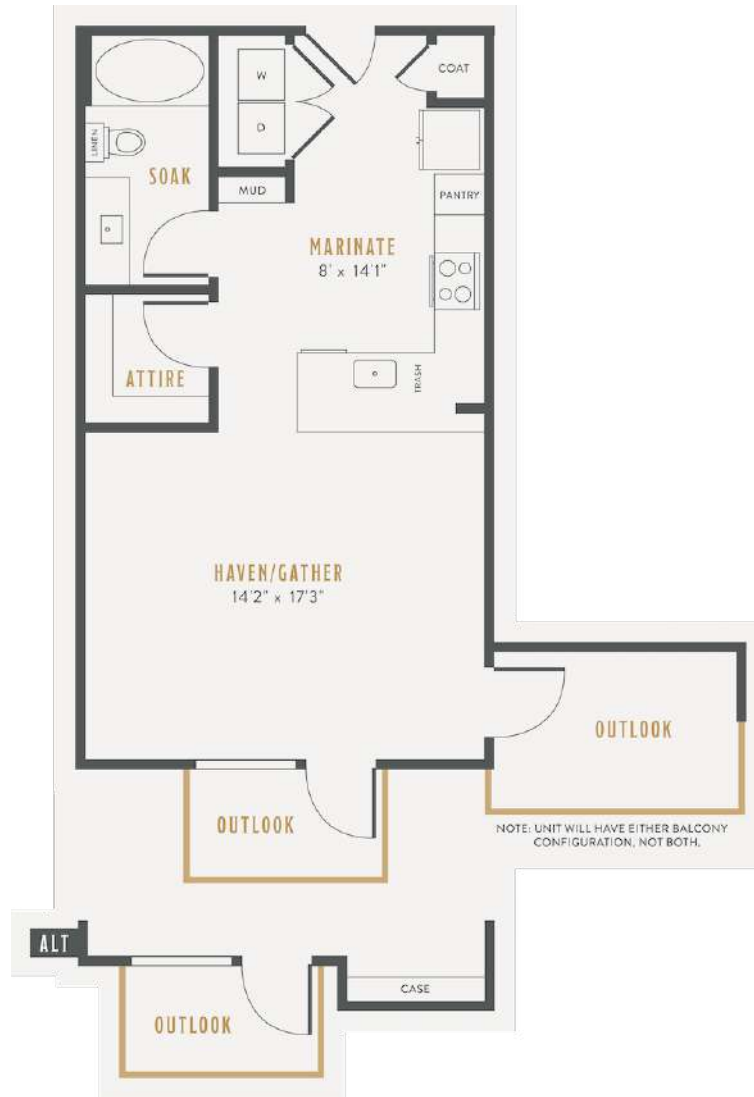 W
COAT
D
LINEN
SOAK
MUD
PANTRY
MARINATE
8' x 14'1"
ATTIRE
TRASH
HAVEN/GATHER
14'2" x 17'3"
OUTLOOK
OUTLOOK
NOTE: UNIT WILL HAVE EITHER BALCONY
CONFIGURATION, NOT BOTH.
ALT
CASE
OUTLOOK